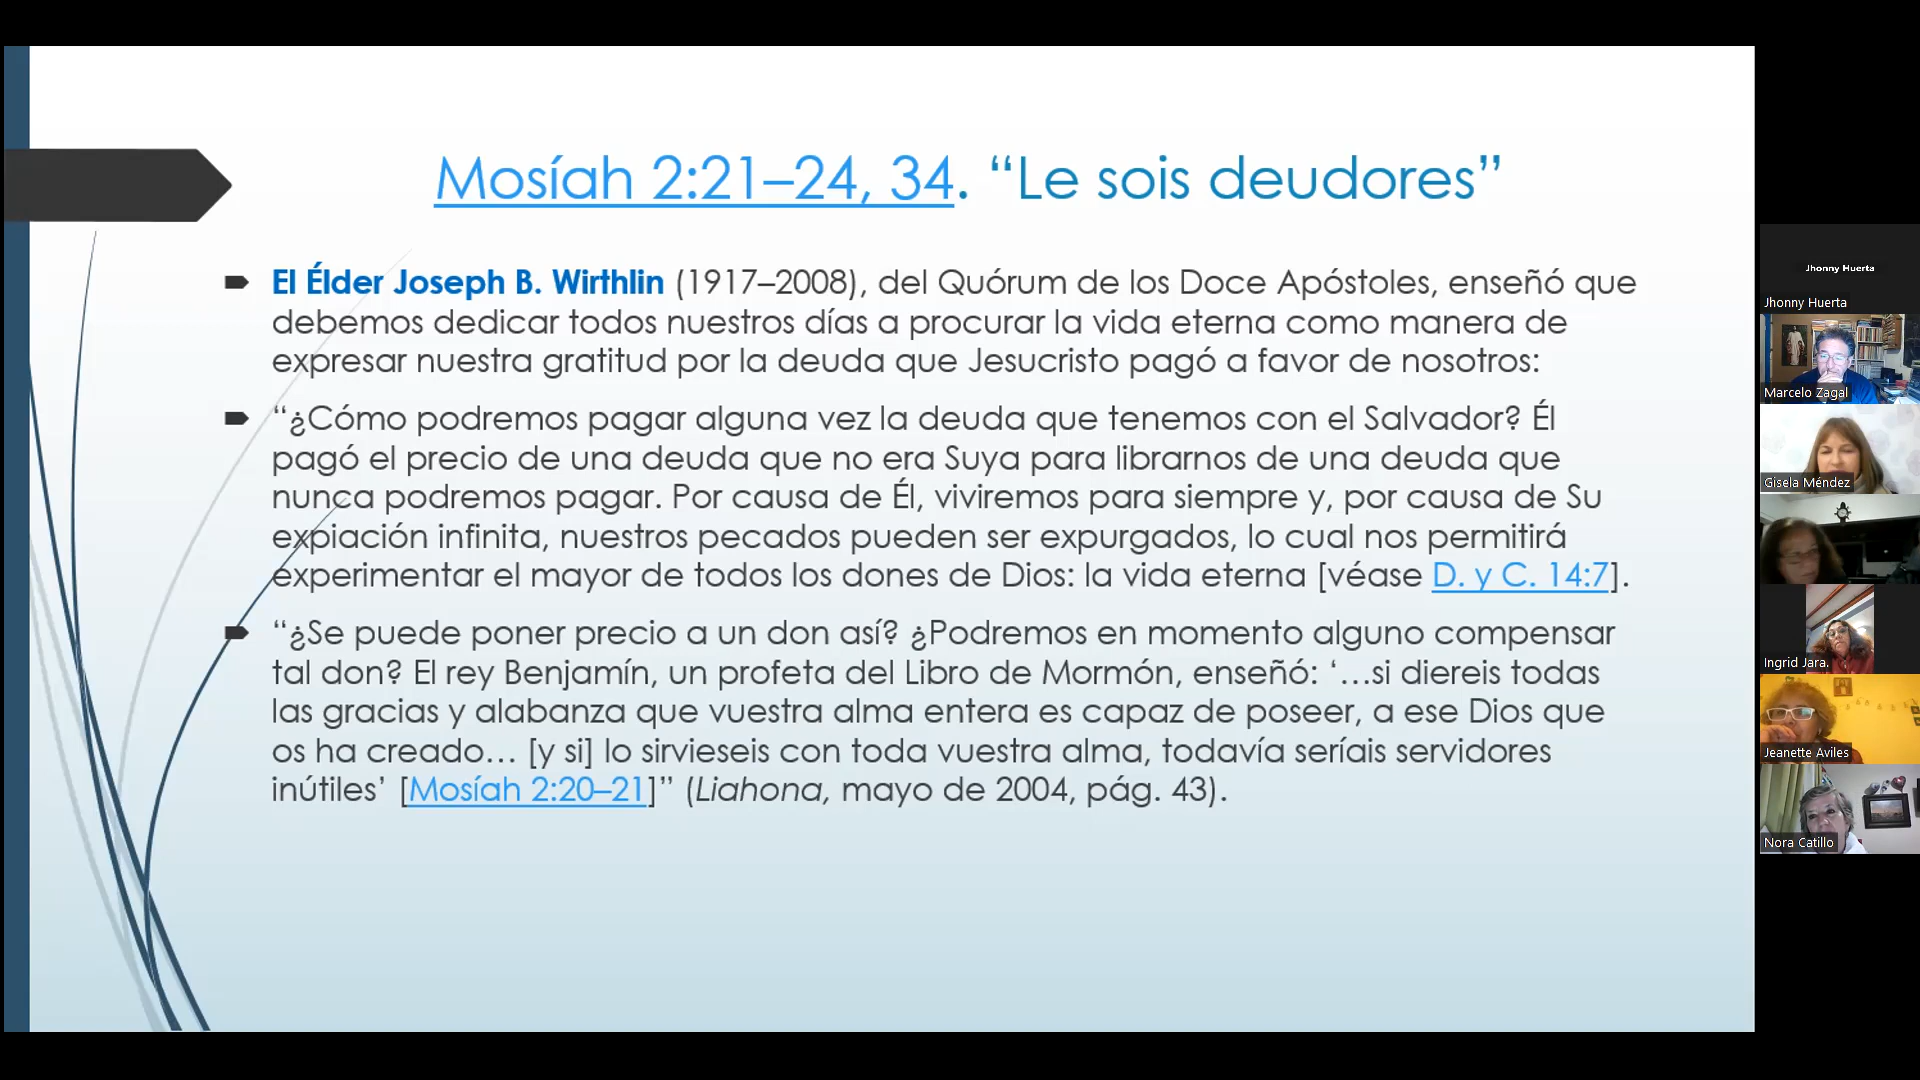 Mosíah 2:21–24, 34. “Le sois deudores”
El Élder Joseph B. Wirthlin (1917–2008), del Quórum de los Doce Apóstoles, enseñó que
debemos dedicar todos nuestros días a procurar la vida eterna como manera de
expresar nuestra gratitud por la deuda que Jesucristo pagó a favor de nosotros:
“¿Cómo podremos pagar alguna vez la deuda que tenemos con el Salvador? Él
pagó el precio de una deuda que no era Suya para librarnos de una deuda que
nunca podremos pagar. Por causa de Él, viviremos para siempre y, por causa de Su
expiación infinita, nuestros pecados pueden ser expurgados, lo cual nos permitirá
experimentar el mayor de todos los dones de Dios: la vida eterna [véase D. y C. 14:7].
“¿Se puede poner precio a un don así? ¿Podremos en momento alguno compensar
tal don? El rey Benjamín, un profeta del Libro de Mormón, enseñó: ‘…si diereis todas
las gracias y alabanza que vuestra alma entera es capaz de poseer, a ese Dios que
os ha creado… [y si] lo sirvieseis con toda vuestra alma, todavía seríais servidores
inútiles’ [Mosíah 2:20–21]” (Liahona, mayo de 2004, pág. 43).
Jhonny Huerta
Jhonny Huerta
Marcelo Zagal
Gisela Méndez
Ingrid Jara.
Jeanette Aviles
Nora Catillo